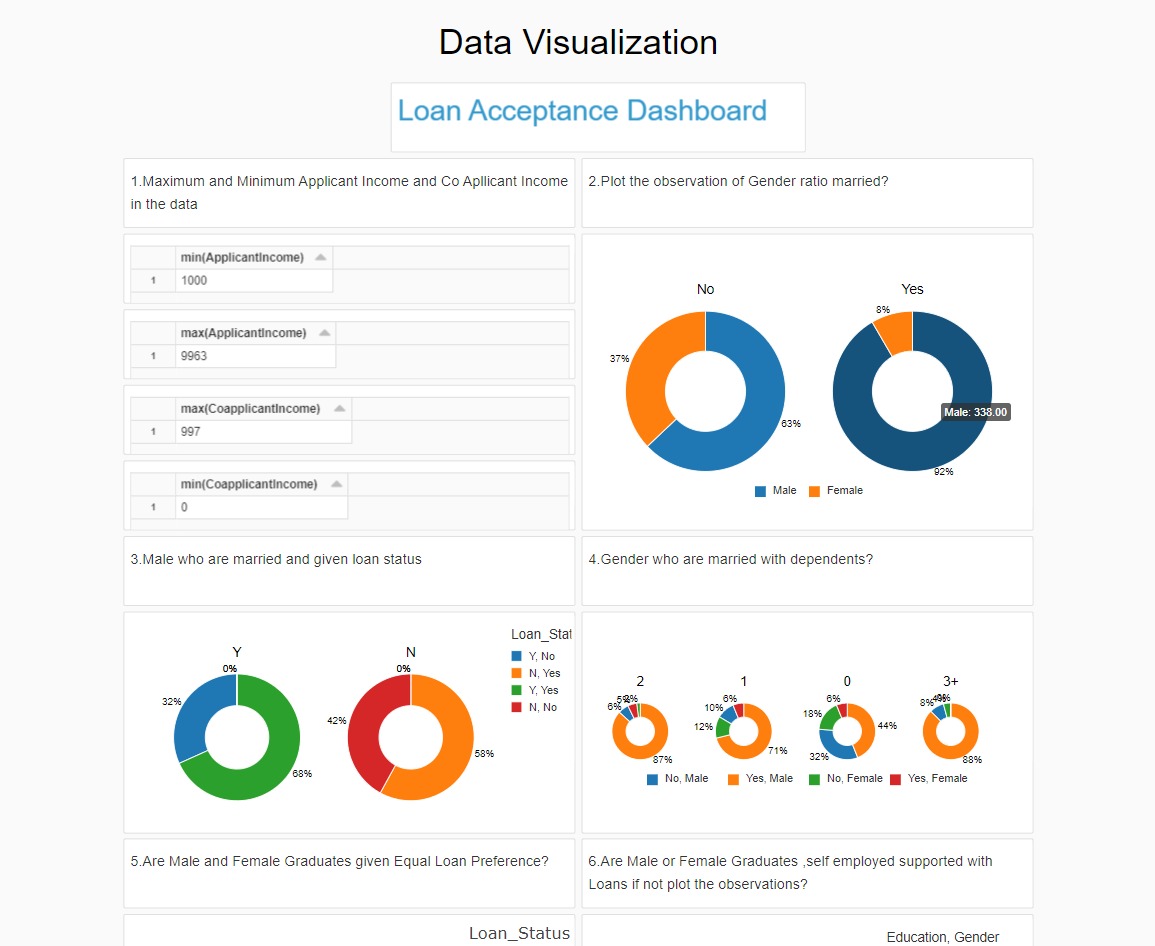 Data Visualization
Loan Acceptance Dashboard
1.Maximum and Minimum Applicant Income and Co Apllicant Income
in the data
2.Plot the observation of Gender ratio married?
min(ApplicantIncome)
1 1000
max(ApplicantIncome)
1 9963
max(CoapplicantIncome)
1 997
min(CoapplicantIncome)
1 0
No
Yes
8%
37%
Male: 338.00
63%
92%
Male Female
3.Male who are married and given loan status
4.Gender who are married with dependents?
Loan_Stat
Y, No
N, Yes
Y, Yes
N, No
Y
N
0%
0%
32%
42%
58%
68%
2
1
0
3+
6%
87%
6%
10%
12%
71%
6%
18%
44%
32%
8%
88%
No, Male Yes, Male No, Female Yes, Female
5.Are Male and Female Graduates given Equal Loan Preference?
6.Are Male or Female Graduates ,self employed supported with
Loans if not plot the observations?
Loan_Status
Education, Gender